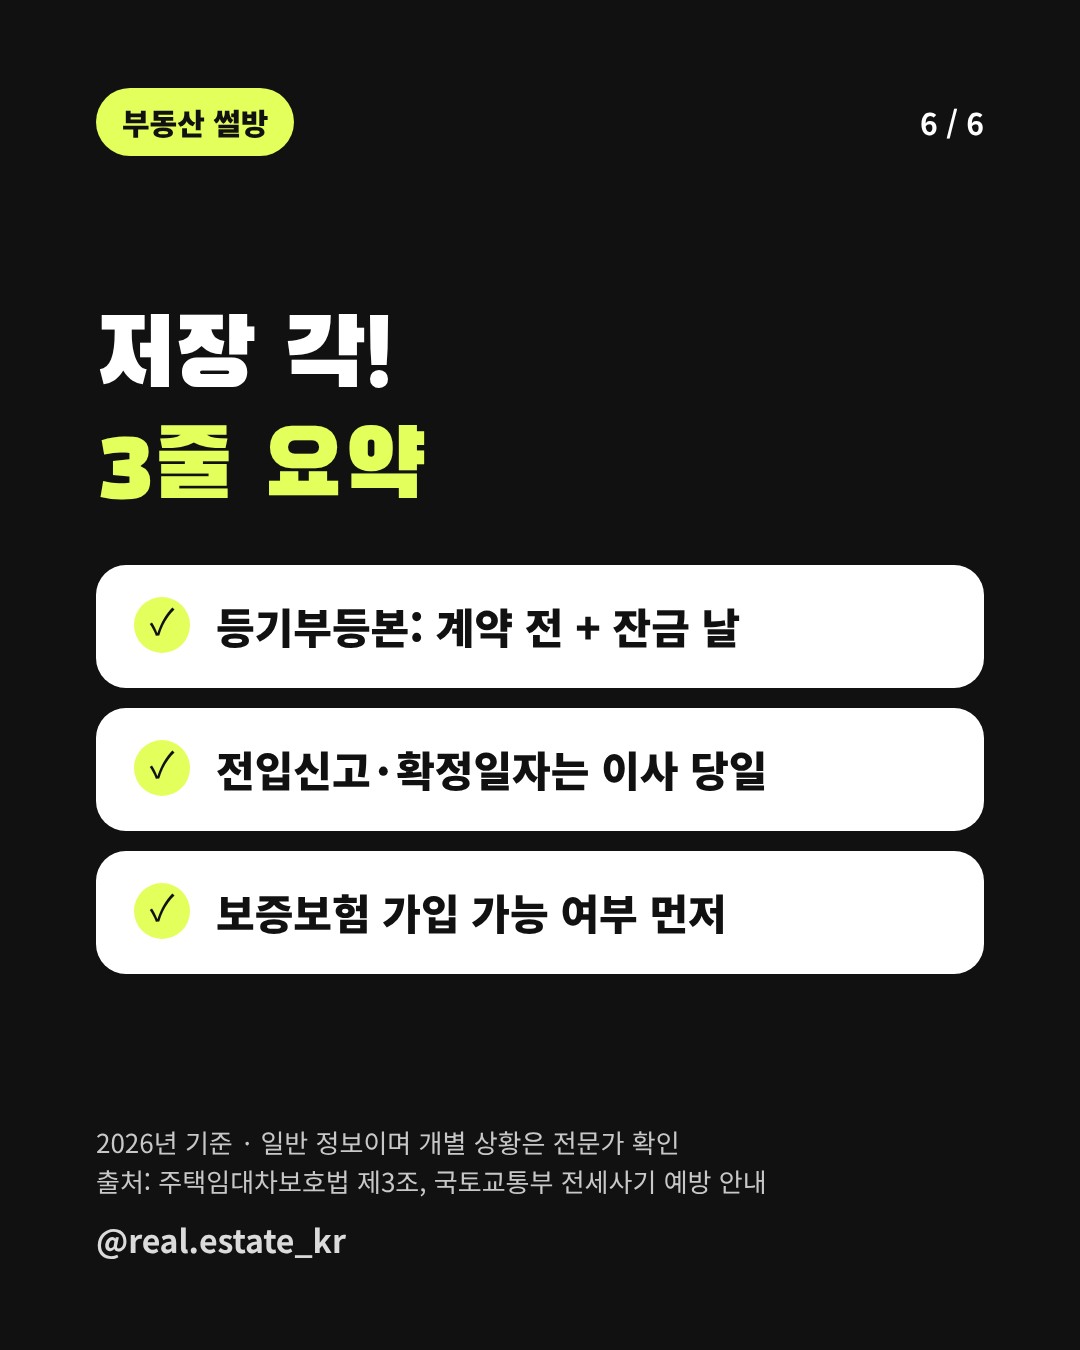 부동산 썰방
6 / 6
저장 각!
3줄 요약
✓ 등기부등본: 계약 전 + 잔금 날
✓ 전입신고·확정일자는 이사 당일
✓ 보증보험 가입 가능 여부 먼저
2026년 기준 · 일반 정보이며 개별 상황은 전문가 확인
출처: 주택임대차보호법 제3조, 국토교통부 전세사기 예방 안내
@real.estate_kr